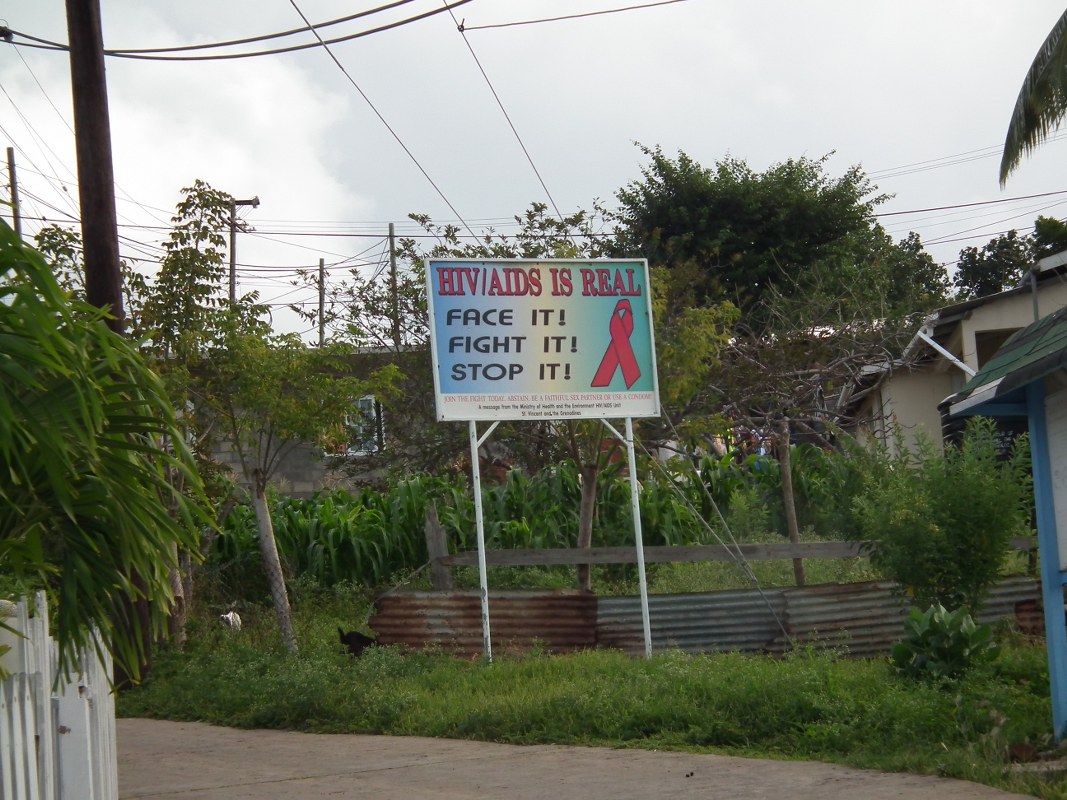 HIV/AIDS IS REAL
FACE IT!
FIGHT IT!
STOP IT!
JOIN THE FIGHT TODAY, ABSTAIN, BE A FAITHFUL SEX PARTNER OR USE A CONDOM!
A message from the Ministry of Health and the Environment HIV/AIDS Unit
St Vincent and the Grenadines